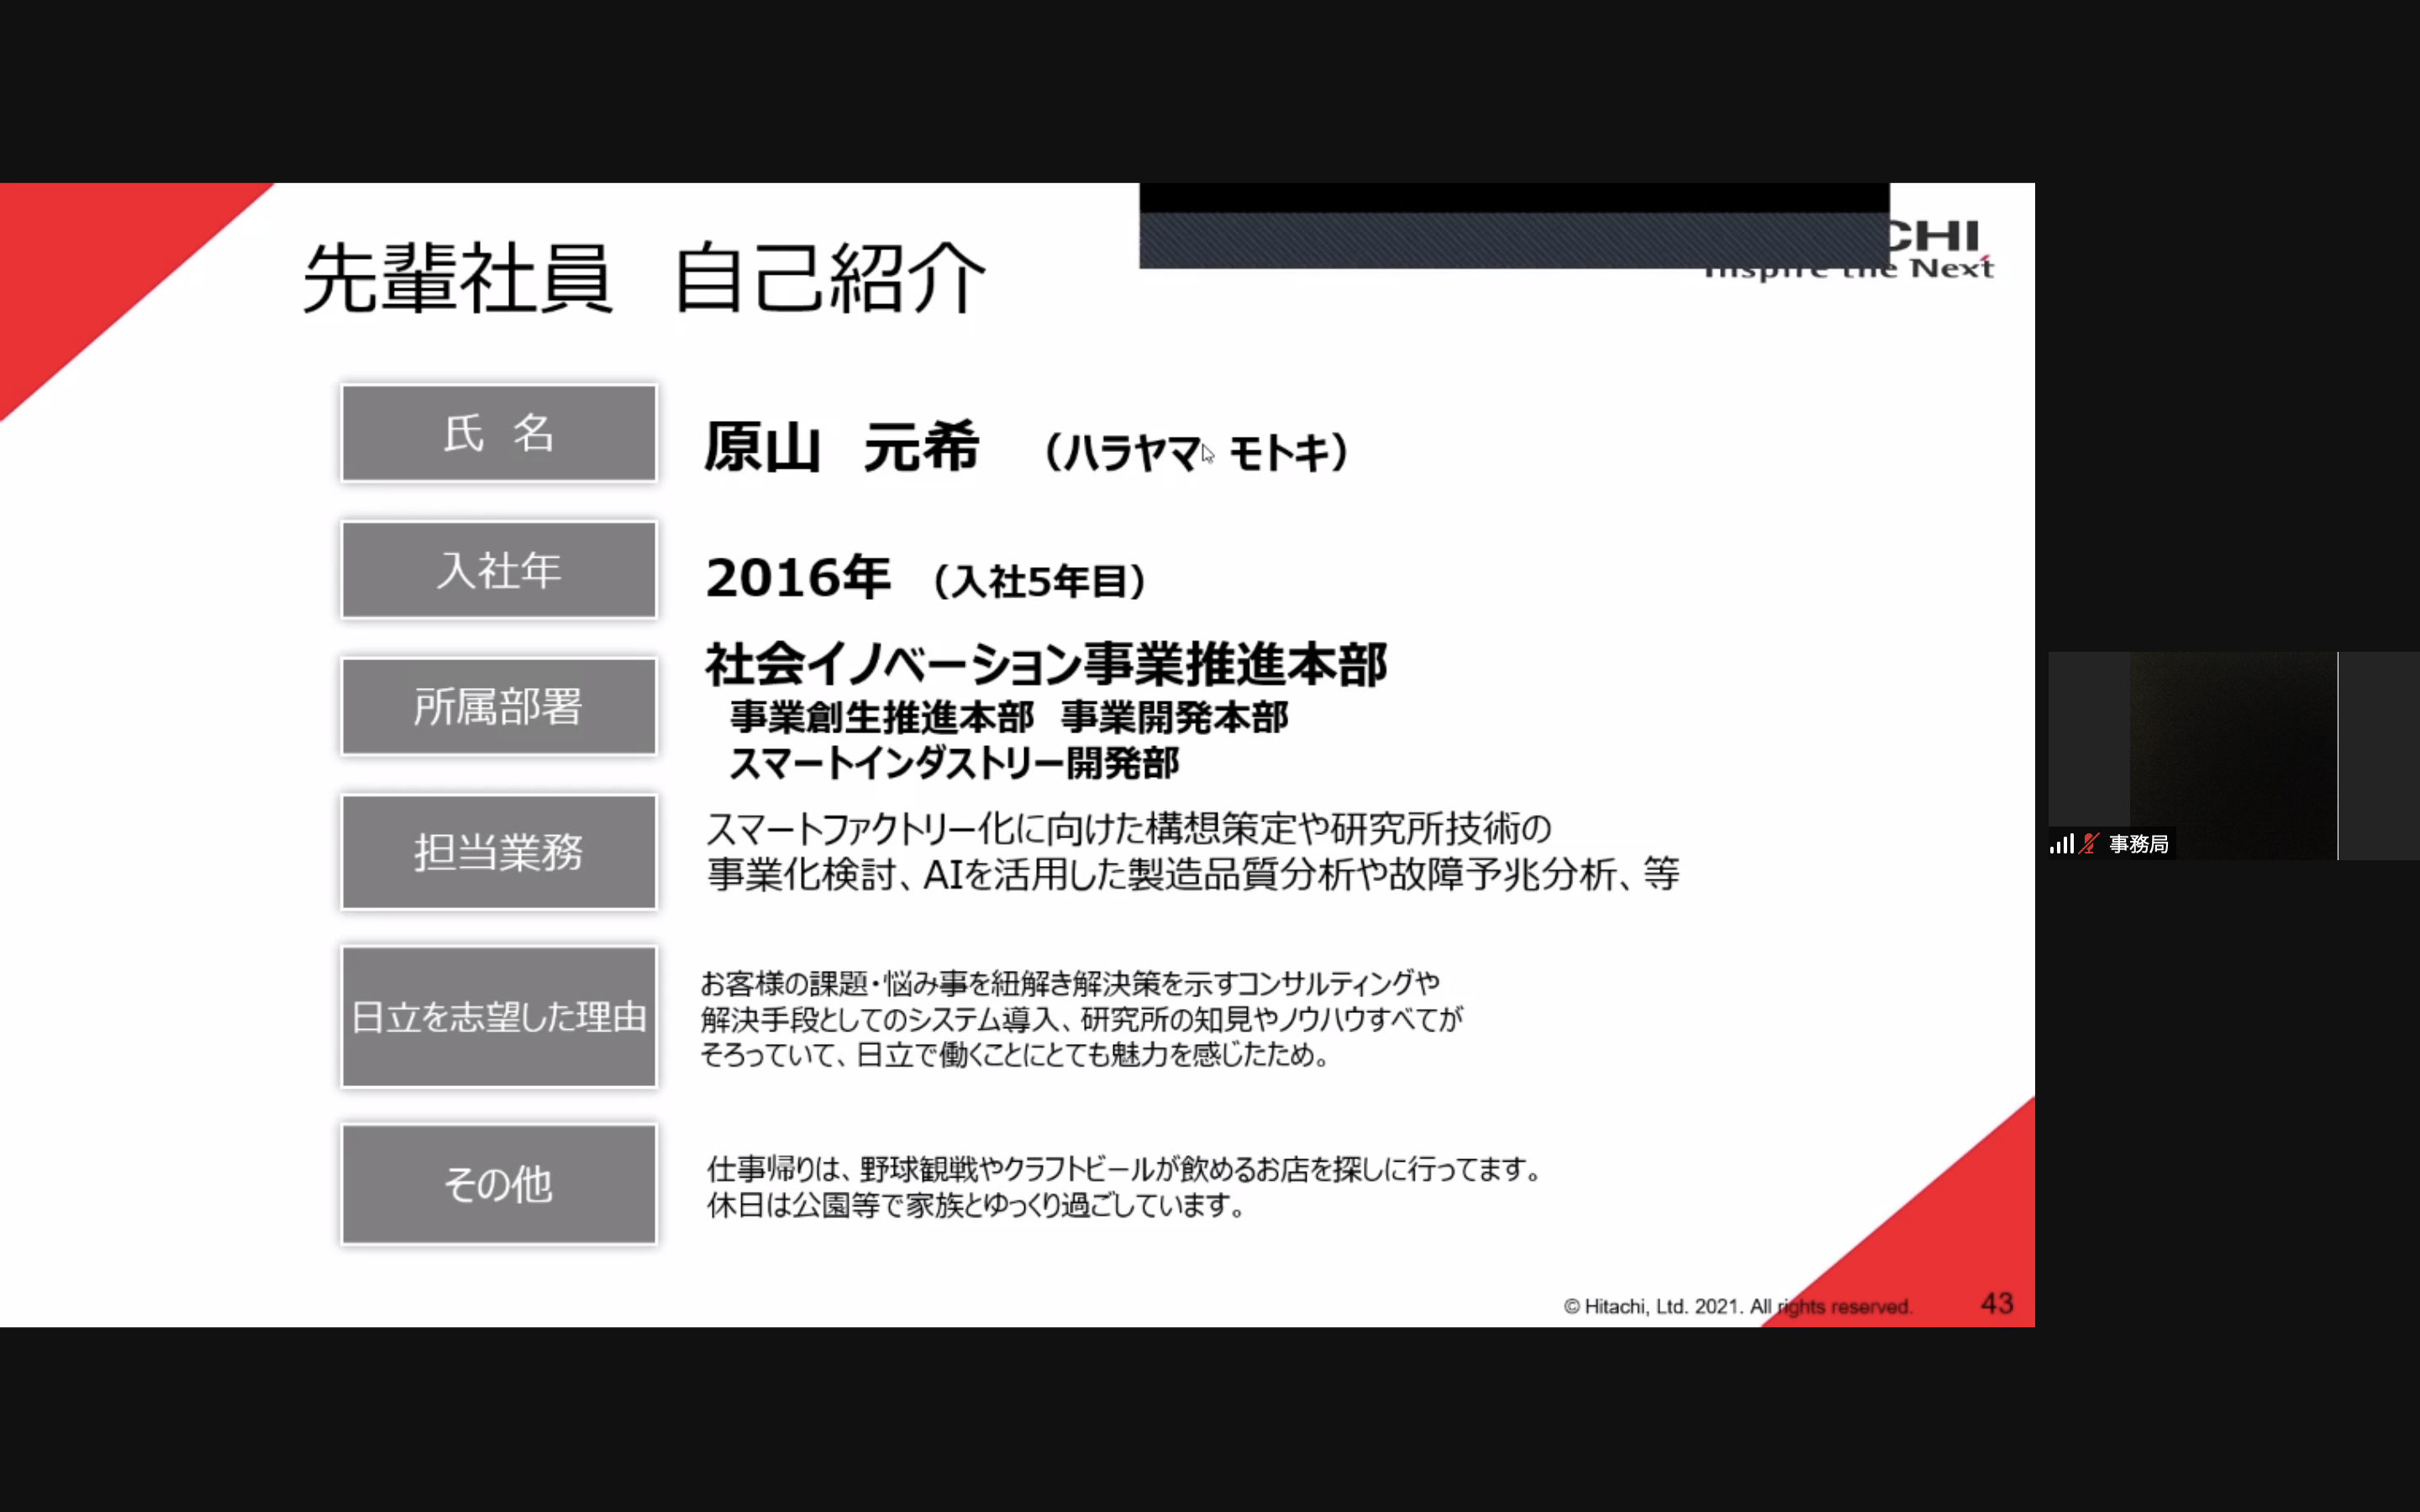 先輩社員　自己紹介
CHI
Inspire the Next
氏 名
原山　元希　（ハラヤマ モトキ）
入社年
2016年　（入社5年目）
所属部署
社会イノベーション事業推進本部
事業創生推進本部　事業開発本部
スマートインダストリー開発部
担当業務
スマートファクトリー化に向けた構想策定や研究所技術の
事業化検討、AIを活用した製造品質分析や故障予兆分析、等
日立を志望した理由
お客様の課題・悩み事を紐解き解決策を示すコンサルティングや
解決手段としてのシステム導入、研究所の知見やノウハウすべてが
そろっていて、日立で働くことにとても魅力を感じたため。
その他
仕事帰りは、野球観戦やクラフトビールが飲めるお店を探しに行ってます。
休日は公園等で家族とゆっくり過ごしています。
© Hitachi, Ltd. 2021. All rights reserved.
43
事務局